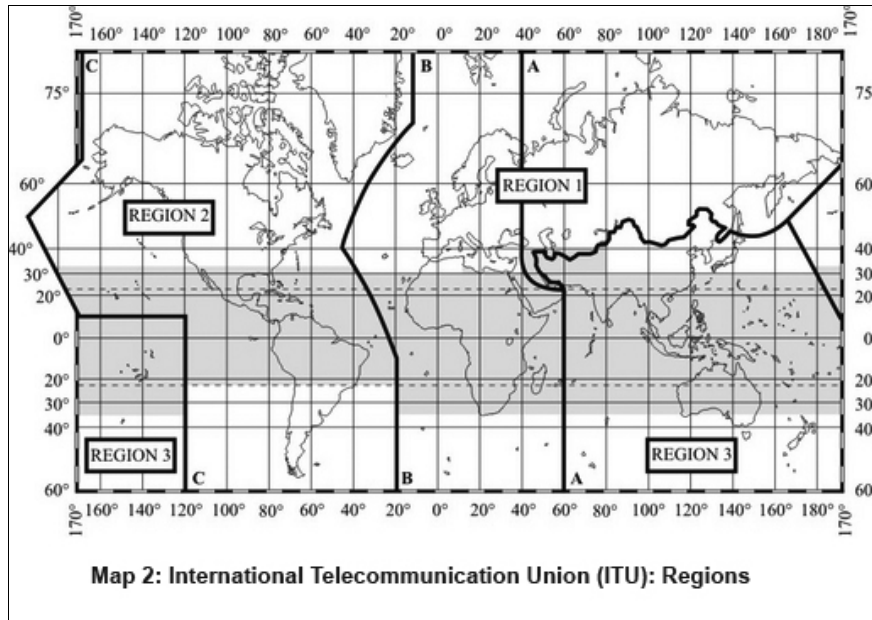 170° 160° 140° 120° 100° 80° 60° 40° 20° 0° 20° 40° 60° 80° 100° 120° 140° 160° 180° 170°
C B A
75° 75°
60° 60°
REGION 1
REGION 2
40° 40°
30° 30°
20° 20°
0° 0°
20° 20°
30° 30°
40° 40°
REGION 3 REGION 3
C B A
60° 60°
170° 160° 140° 120° 100° 80° 60° 40° 20° 0° 20° 40° 60° 80° 100° 120° 140° 160° 180° 170°
Map 2: International Telecommunication Union (ITU): Regions